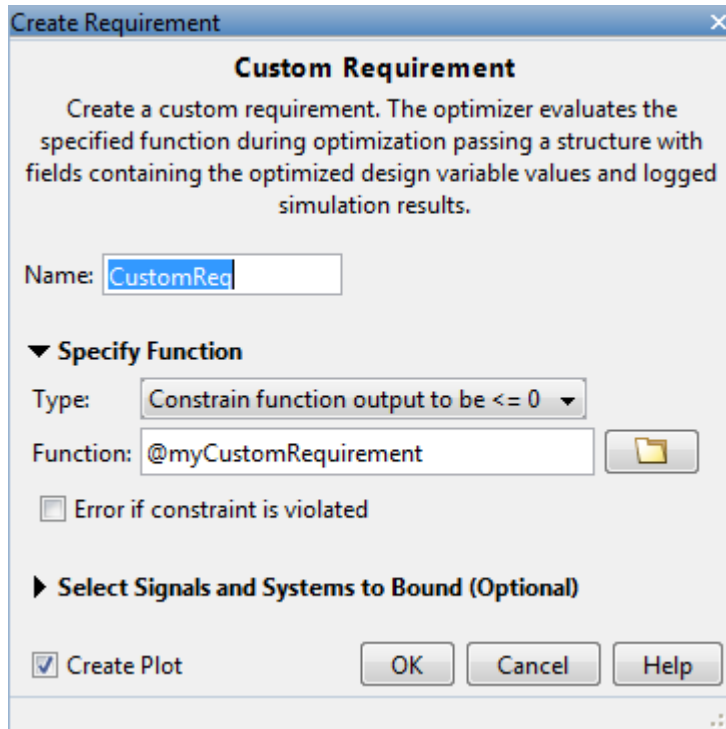 Create Requirement
Custom Requirement
Create a custom requirement. The optimizer evaluates the
specified function during optimization passing a structure with
fields containing the optimized design variable values and logged
simulation results.
Name: CustomReq
Specify Function
Type: Constrain function output to be <= 0
Function: @myCustomRequirement
Error if constraint is violated
Select Signals and Systems to Bound (Optional)
Create Plot OK Cancel Help